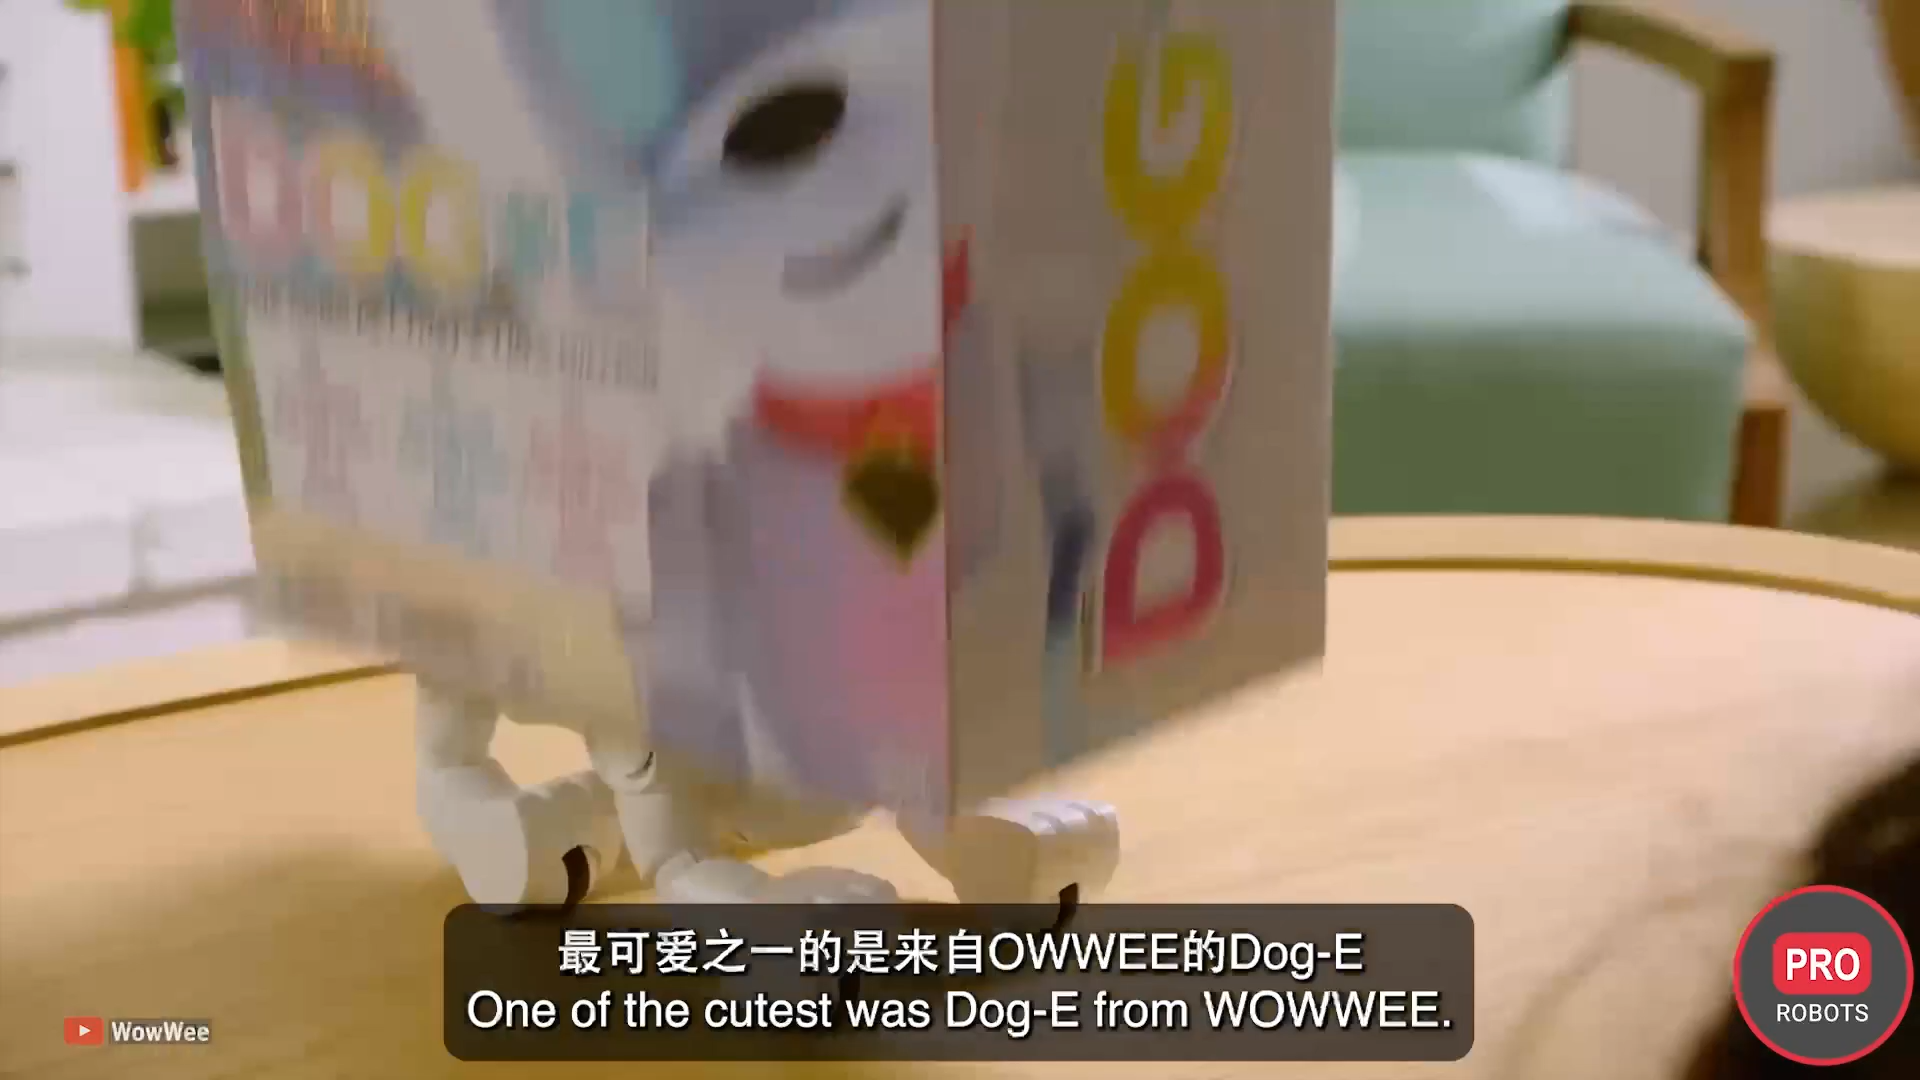 DOG
DOG
最可爱之一的是来自OWWEE的Dog-E
One of the cutest was Dog-E from WOWWEE.
WowWee
PRO
ROBOTS